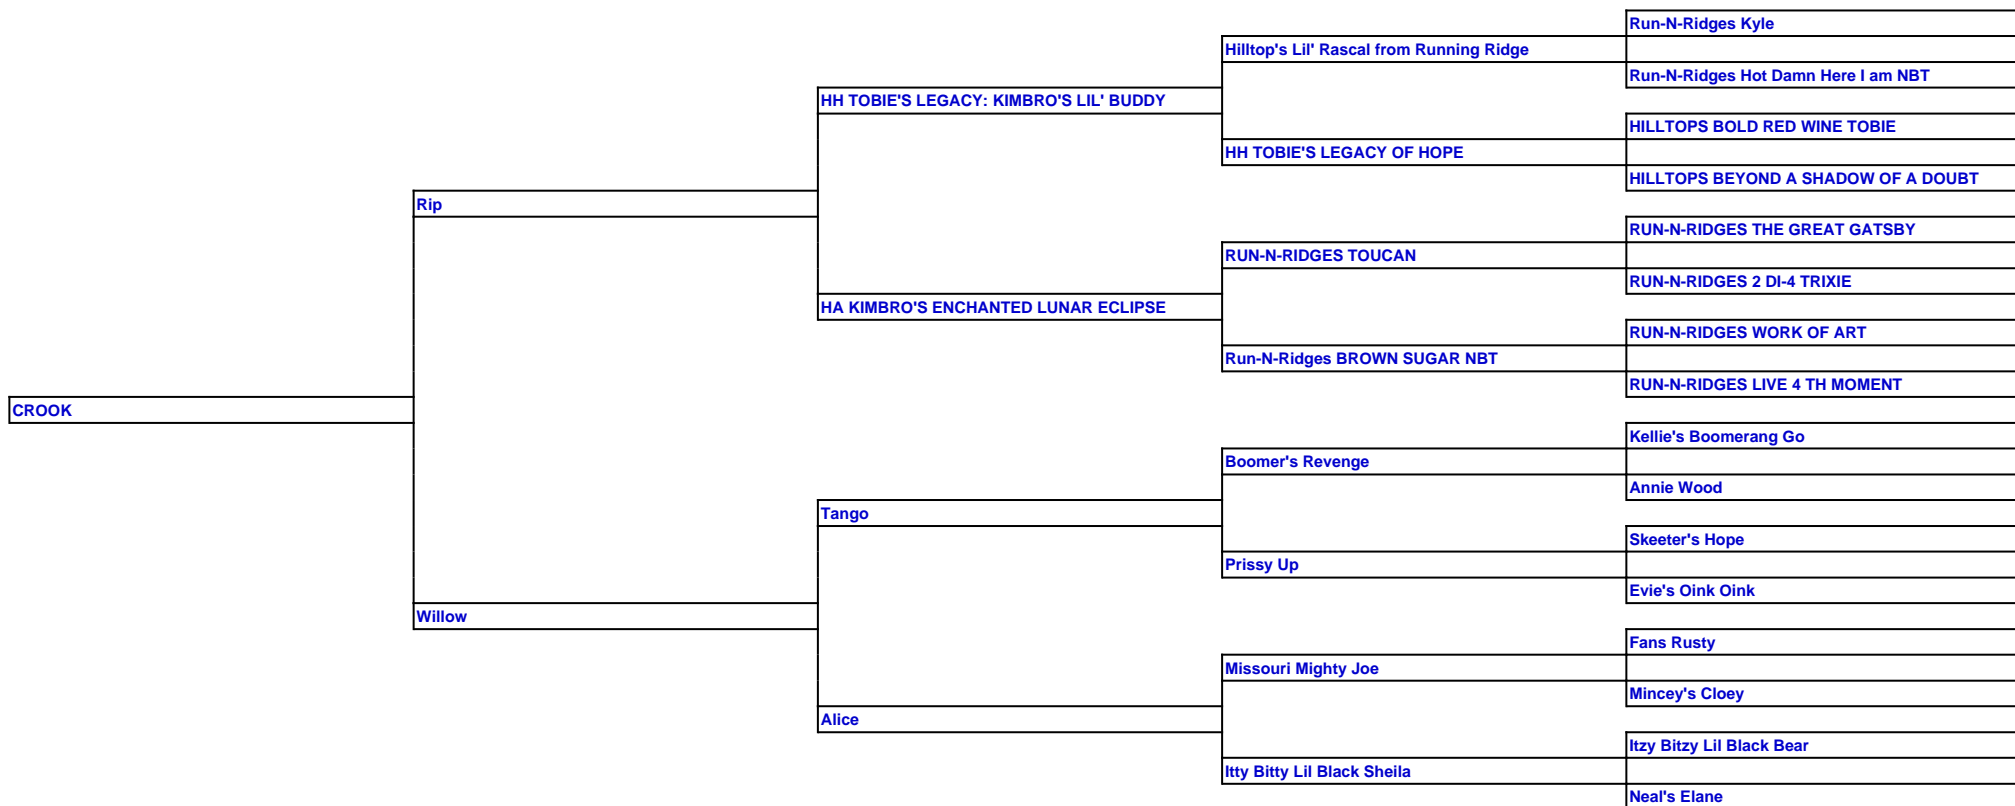 Run-N-Ridges Kyle
Hilltop's Lil' Rascal from Running Ridge
Run-N-Ridges Hot Damn Here I am NBT
HH TOBIE'S LEGACY: KIMBRO'S LIL' BUDDY
HILLTOPS BOLD RED WINE TOBIE
HH TOBIE'S LEGACY OF HOPE
HILLTOPS BEYOND A SHADOW OF A DOUBT
Rip
RUN-N-RIDGES THE GREAT GATSBY
RUN-N-RIDGES TOUCAN
RUN-N-RIDGES 2 DI-4 TRIXIE
HA KIMBRO'S ENCHANTED LUNAR ECLIPSE
RUN-N-RIDGES WORK OF ART
Run-N-Ridges BROWN SUGAR NBT
RUN-N-RIDGES LIVE 4 TH MOMENT
CROOK
Kellie's Boomerang Go
Boomer's Revenge
Annie Wood
Tango
Skeeter's Hope
Prissy Up
Evie's Oink Oink
Willow
Fans Rusty
Missouri Mighty Joe
Mincey's Cloey
Alice
Itzy Bitzy Lil Black Bear
Itty Bitty Lil Black Sheila
Neal's Elane